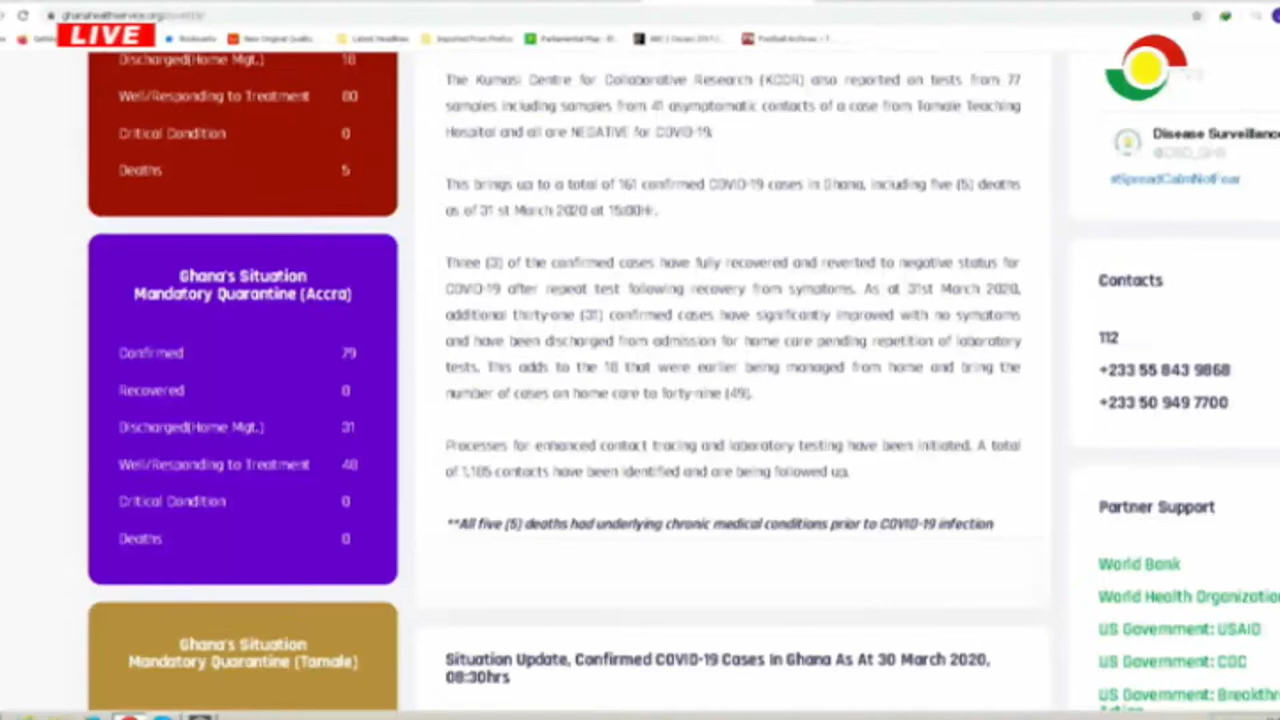 ghanahealthservice.org/covid19/
LIVE
Bookmarks
Latest Headlines
Imported From Firefox
Discharged(Home Mgt.) 18
Well/Responding to Treatment 80
Critical Condition 0
Deaths 5
Ghana's Situation
Mandatory Quarantine (Accra)
Confirmed 79
Recovered 0
Discharged(Home Mgt.) 31
Well/Responding to Treatment 48
Critical Condition 0
Deaths 0
Ghana's Situation
Mandatory Quarantine (Tamale)
The Kumasi Centre for Collaborative Research (KCCR) also reported on tests from 77
samples including samples from 41 asymptomatic contacts of a case from Tamale Teaching
Hospital and all are NEGATIVE for COVID-19.
This brings up to a total of 161 confirmed COVID-19 cases in Ghana, including five (5) deaths
as of 31 st March 2020 at 15:00Hr.
Three (3) of the confirmed cases have fully recovered and reverted to negative status for
COVID-19 after repeat test following recovery from symptoms. As at 31st March 2020,
additional thirty-one (31) confirmed cases have significantly improved with no symptoms
and have been discharged from admission for home care pending repetition of laboratory
tests. This adds to the 18 that were earlier being managed from home and bring the
number of cases on home care to forty-nine (49).
Processes for enhanced contact tracing and laboratory testing have been initiated. A total
of 1,105 contacts have been identified and are being followed up.
**All five (5) deaths had underlying chronic medical conditions prior to COVID-19 infection
Situation Update, Confirmed COVID-19 Cases In Ghana As At 30 March 2020,
08:30hrs
Disease Surveillance
#SpreadCalmNotFear
Contacts
112
+233 55 843 9868
+233 50 949 7700
Partner Support
World Bank
World Health Organization
US Government: USAID
US Government: CDC
US Government: Breakthr
Action